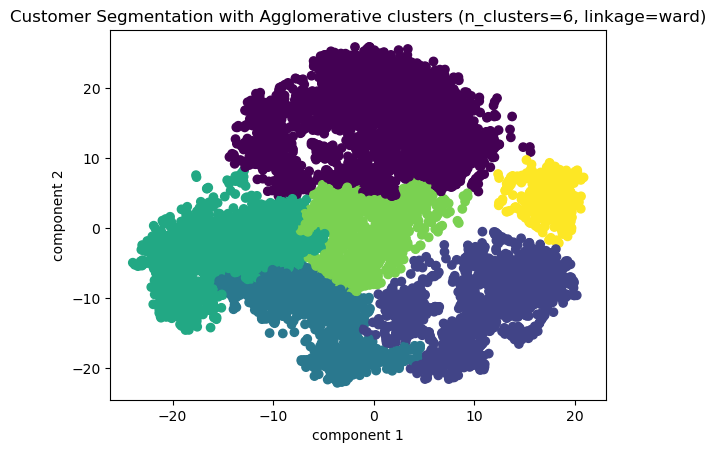 Customer Segmentation with Agglomerative clusters (n_clusters=6, linkage=ward)
20
10
0
−10
−20
component 2
−20 −10 0 10 20
component 1